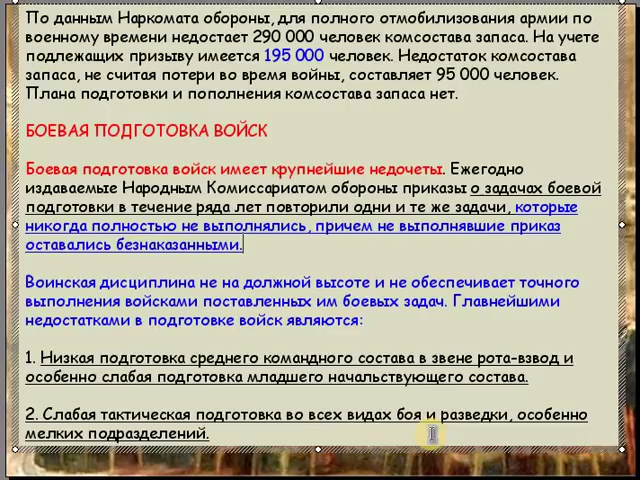 По данным Наркомата обороны, для полного отмобилизования армии по
военному времени недостает 290 000 человек комсостава запаса. На учете
подлежащих призыву имеется 195 000 человек. Недостаток комсостава
запаса, не считая потери во время войны, составляет 95 000 человек.
Плана подготовки и пополнения комсостава запаса нет.
БОЕВАЯ ПОДГОТОВКА ВОЙСК
Боевая подготовка войск имеет крупнейшие недочеты. Ежегодно
издаваемые Народным Комиссариатом обороны приказы о задачах боевой
подготовки в течение ряда лет повторили одни и те же задачи, которые
никогда полностью не выполнялись, причем не выполнявшие приказ
оставались безнаказанными.
Воинская дисциплина не на должной высоте и не обеспечивает точного
выполнения войсками поставленных им боевых задач. Главнейшими
недостатками в подготовке войск являются:
1. Низкая подготовка среднего командного состава в звене рота-взвод и
особенно слабая подготовка младшего начальствующего состава.
2. Слабая тактическая подготовка во всех видах боя и разведки, особенно
мелких подразделений.